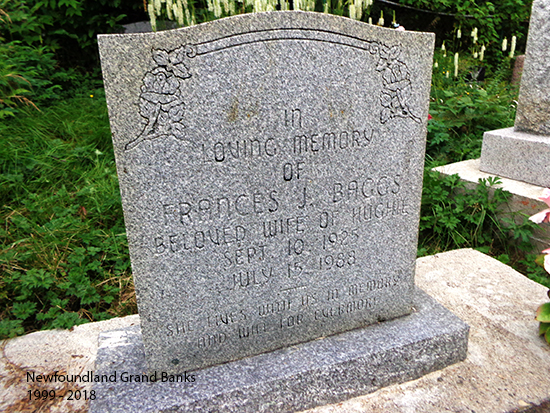 IN
LOVING MEMORY
OF
FRANCES J. BAGGS
BELOVED WIFE OF HUGHIE
SEPT. 10, 1925
JULY 15, 1988
SHE LIVES WITH US IN MEMORY
AND WILL FOR EVERMORE
Newfoundland Grand Banks
1999 - 2018